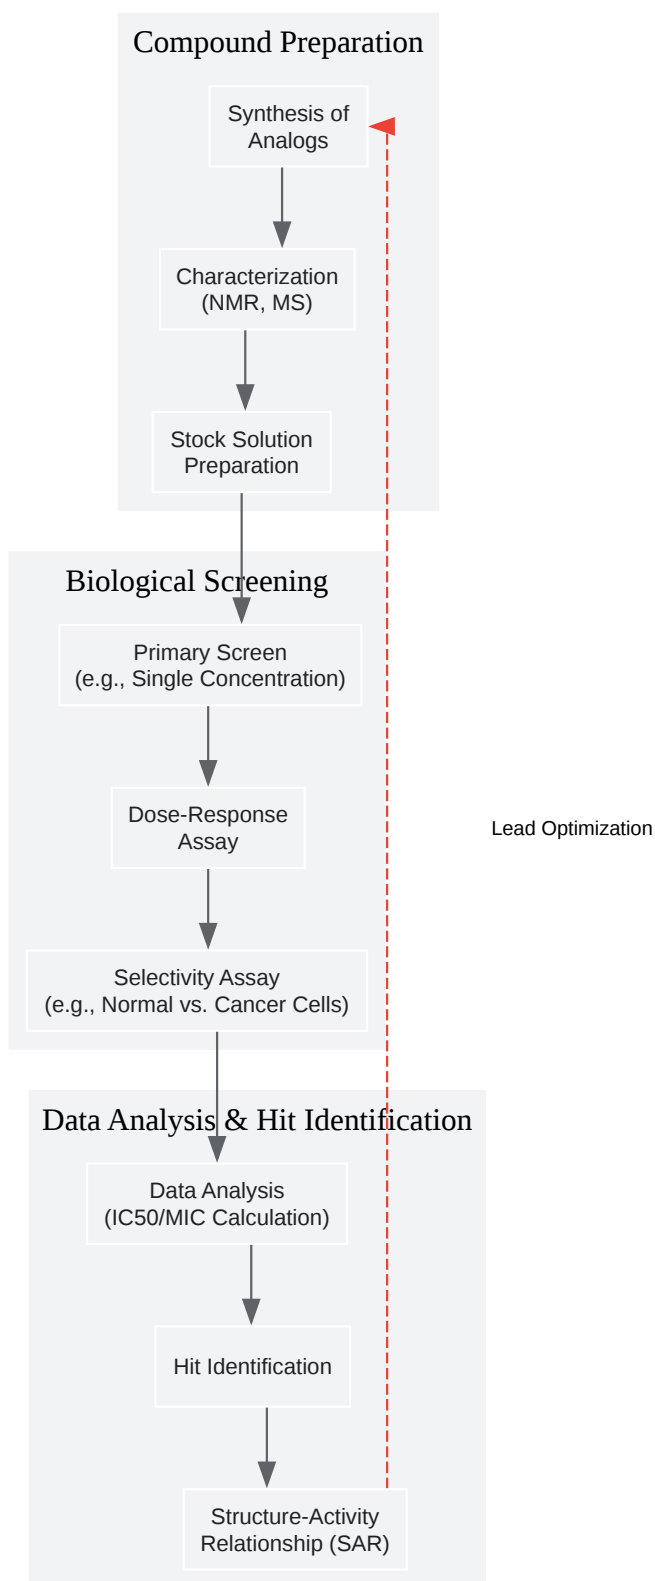 Compound Preparation
Synthesis of
Analogs
Characterization
(NMR, MS)
Stock Solution
Preparation
Biological Screening
Primary Screen
(e.g., Single Concentration)
Dose-Response
Assay
Lead Optimization
Selectivity Assay
(e.g., Normal vs. Cancer Cells)
Data Analysis & Hit Identification
Data Analysis
(IC50/MIC Calculation)
Hit Identification
Structure-Activity
Relationship (SAR)